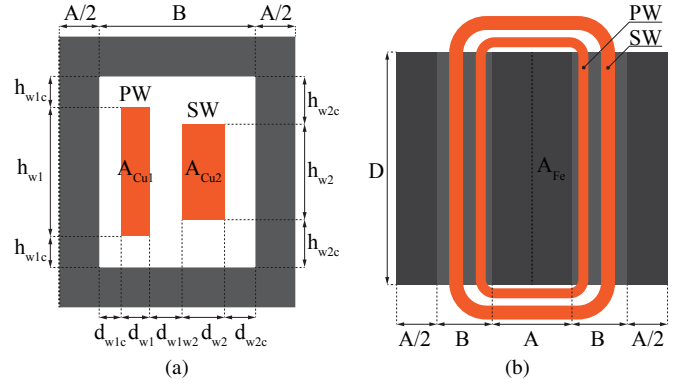 A/2
B
A/2
h_w1c
h_w1
h_w1c
PW
SW
A_Cu1
A_Cu2
h_w2c
h_w2
h_w2c
d_w1c
d_w1
d_w1w2
d_w2
d_w2c
(a)
PW
SW
D
A_Fe
A/2
B
A
B
A/2
(b)